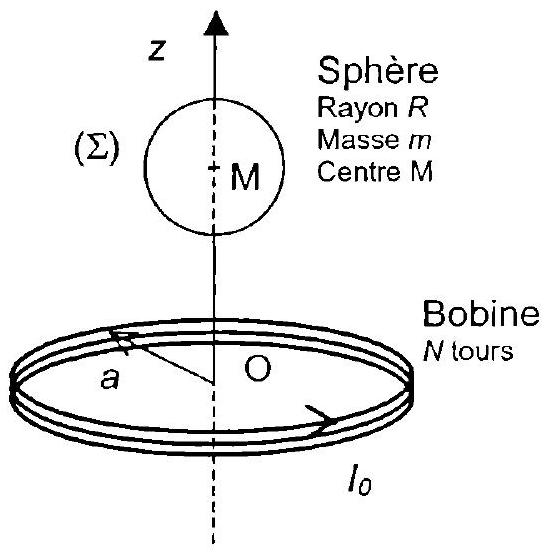 z
Sphère
Rayon R
Masse m
Centre M
(Σ)
M
Bobine
N tours
a
O
I₀